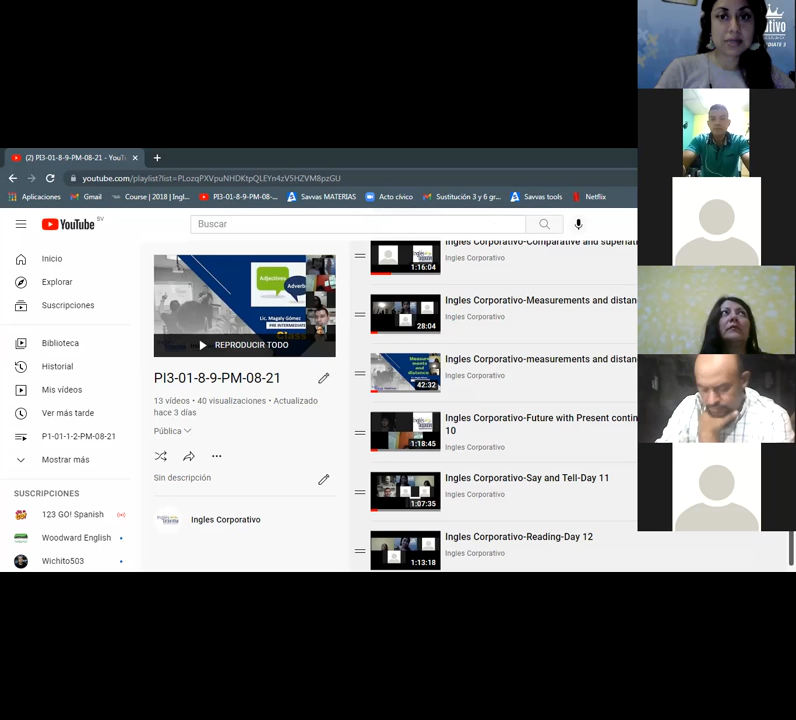 (2) PI3-01-8-9-PM-08-21 - YouTu
youtube.com/playlist?list=PLozqPXVpuNHDKtpQLEYn4zV5HZVM8pzGU
Aplicaciones
Gmail
Course | 2018 | Ingl...
PI3-01-8-9-PM-08-...
Savvas MATERIAS
Acto cívico
Sustitución 3 y 6 gr...
Savvas tools
Netflix
YouTube SV
Buscar
Inicio
Explorar
Suscripciones
Biblioteca
Historial
Mis vídeos
Ver más tarde
P1-01-1-2-PM-08-21
Mostrar más
SUSCRIPCIONES
123 GO! Spanish
Woodward English
Wichito503
Adjectives
Adverb
Lic. Magaly Gómez
PRE INTERMEDIATE
REPRODUCIR TODO
PI3-01-8-9-PM-08-21
13 vídeos • 40 visualizaciones • Actualizado
hace 3 días
Pública
Sin descripción
Ingles Corporativo
Ingles Corporativo-Comparative and superla
Ingles Corporativo
1:16:04
Ingles Corporativo-Measurements and distan
Ingles Corporativo
28:04
Ingles Corporativo-measurements and distan
Ingles Corporativo
42:32
Ingles Corporativo-Future with Present contin
10
Ingles Corporativo
1:18:45
Ingles Corporativo-Say and Tell-Day 11
Ingles Corporativo
1:07:35
Ingles Corporativo-Reading-Day 12
Ingles Corporativo
1:13:18